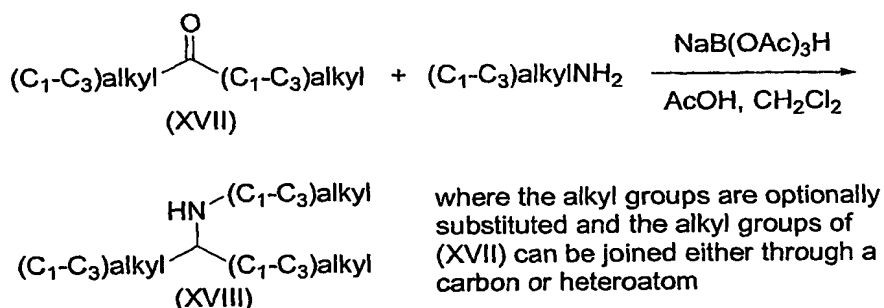 O
(C₁-C₃)alkyl (C₁-C₃)alkyl + (C₁-C₃)alkylNH₂
NaB(OAc)₃H
AcOH, CH₂Cl₂
(XVII)
HN (C₁-C₃)alkyl
(C₁-C₃)alkyl (C₁-C₃)alkyl
(XVIII)
where the alkyl groups are optionally
substituted and the alkyl groups of
(XVII) can be joined either through a
carbon or heteroatom